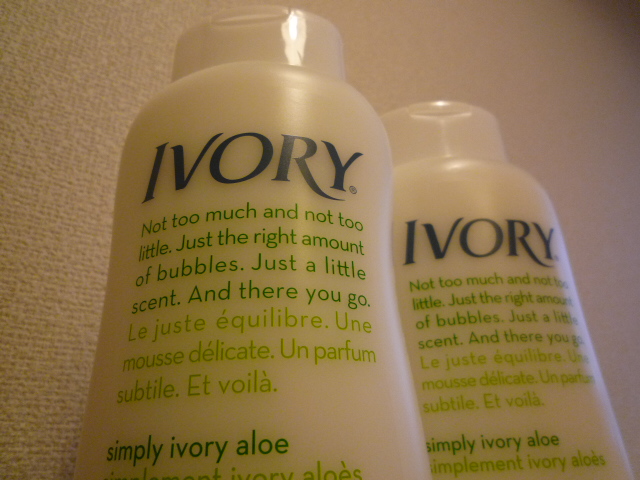 IVORY®
Not too much and not too
little. Just the right amount
of bubbles. Just a little
scent. And there you go.
Le juste équilibre. Une
mousse délicate. Un parfum
subtile. Et voilà.
simply ivory aloe
simplement ivory aloès
IVORY
Not too much and not too
little. Just the right amount
of bubbles. Just a little
scent. And there you go.
Le juste équilibre. Une
mousse délicate. Un parfum
subtile. Et voilà.
simply ivory aloe
simplement ivory aloès